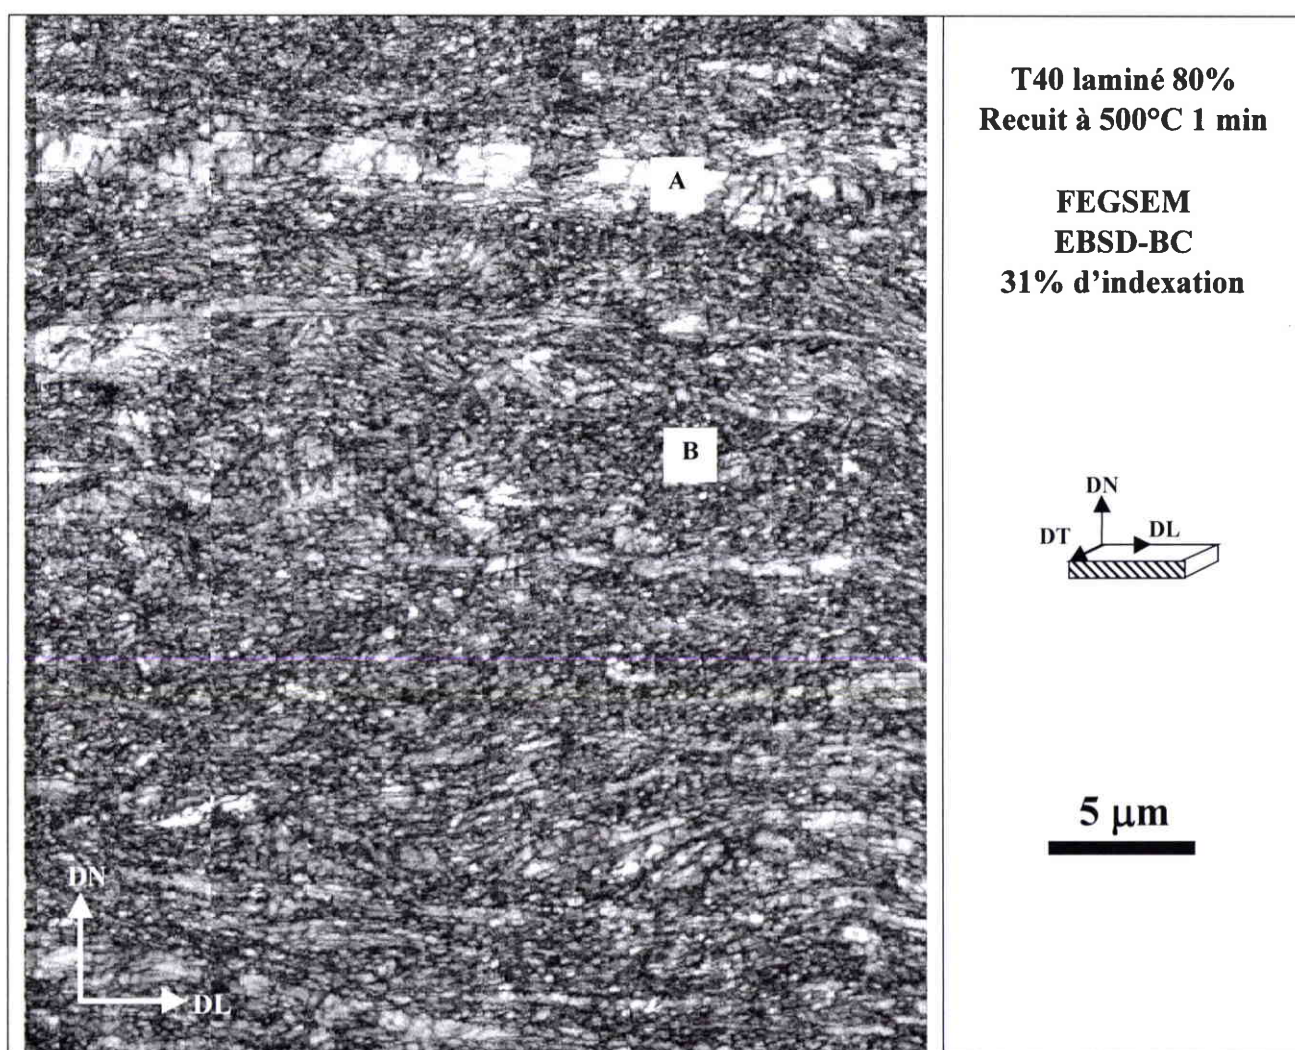 T40 laminé 80%
Recuit à 500°C 1 min
FEGSEM
EBSD-BC
31% d'indexation
A
B
DN
DT
DL
5 µm
DN
DL